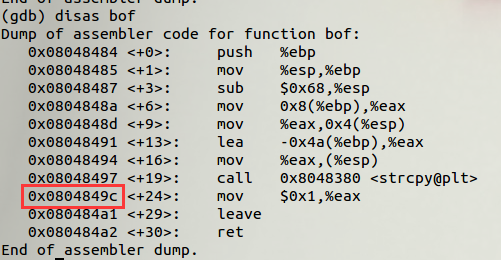 End of assembler dump.
(gdb) disas bof
Dump of assembler code for function bof:
0x08048484 <+0>: push %ebp
0x08048485 <+1>: mov %esp,%ebp
0x08048487 <+3>: sub $0x68,%esp
0x0804848a <+6>: mov 0x8(%ebp),%eax
0x0804848d <+9>: mov %eax,0x4(%esp)
0x08048491 <+13>: lea -0x4a(%ebp),%eax
0x08048494 <+16>: mov %eax,(%esp)
0x08048497 <+19>: call 0x8048380 <strcpy@plt>
0x0804849c <+24>: mov $0x1,%eax
0x080484a1 <+29>: leave
0x080484a2 <+30>: ret
End of assembler dump.